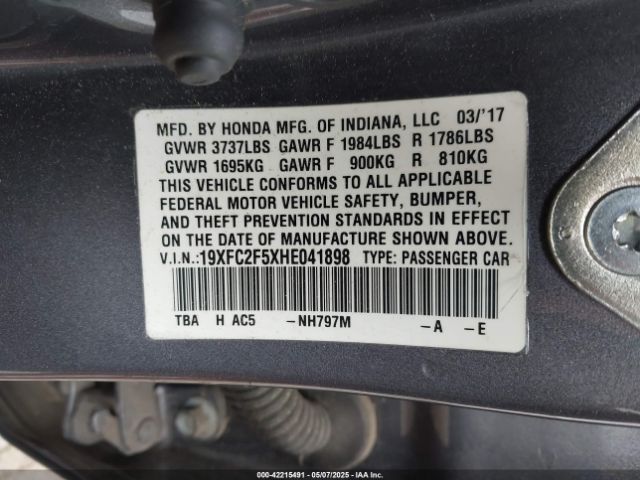 MFD. BY HONDA MFG. OF INDIANA, LLC 03/'17
GVWR 3737LBS GAWR F 1984LBS R 1786LBS
GVWR 1695KG GAWR F 900KG R 810KG
THIS VEHICLE CONFORMS TO ALL APPLICABLE
FEDERAL MOTOR VEHICLE SAFETY, BUMPER,
AND THEFT PREVENTION STANDARDS IN EFFECT
ON THE DATE OF MANUFACTURE SHOWN ABOVE.
V.I.N.:19XFC2F5XHE041898 TYPE: PASSENGER CAR
TBA H AC5 -NH797M -A -E
000-42215491 05/07/2025 IAA Inc.